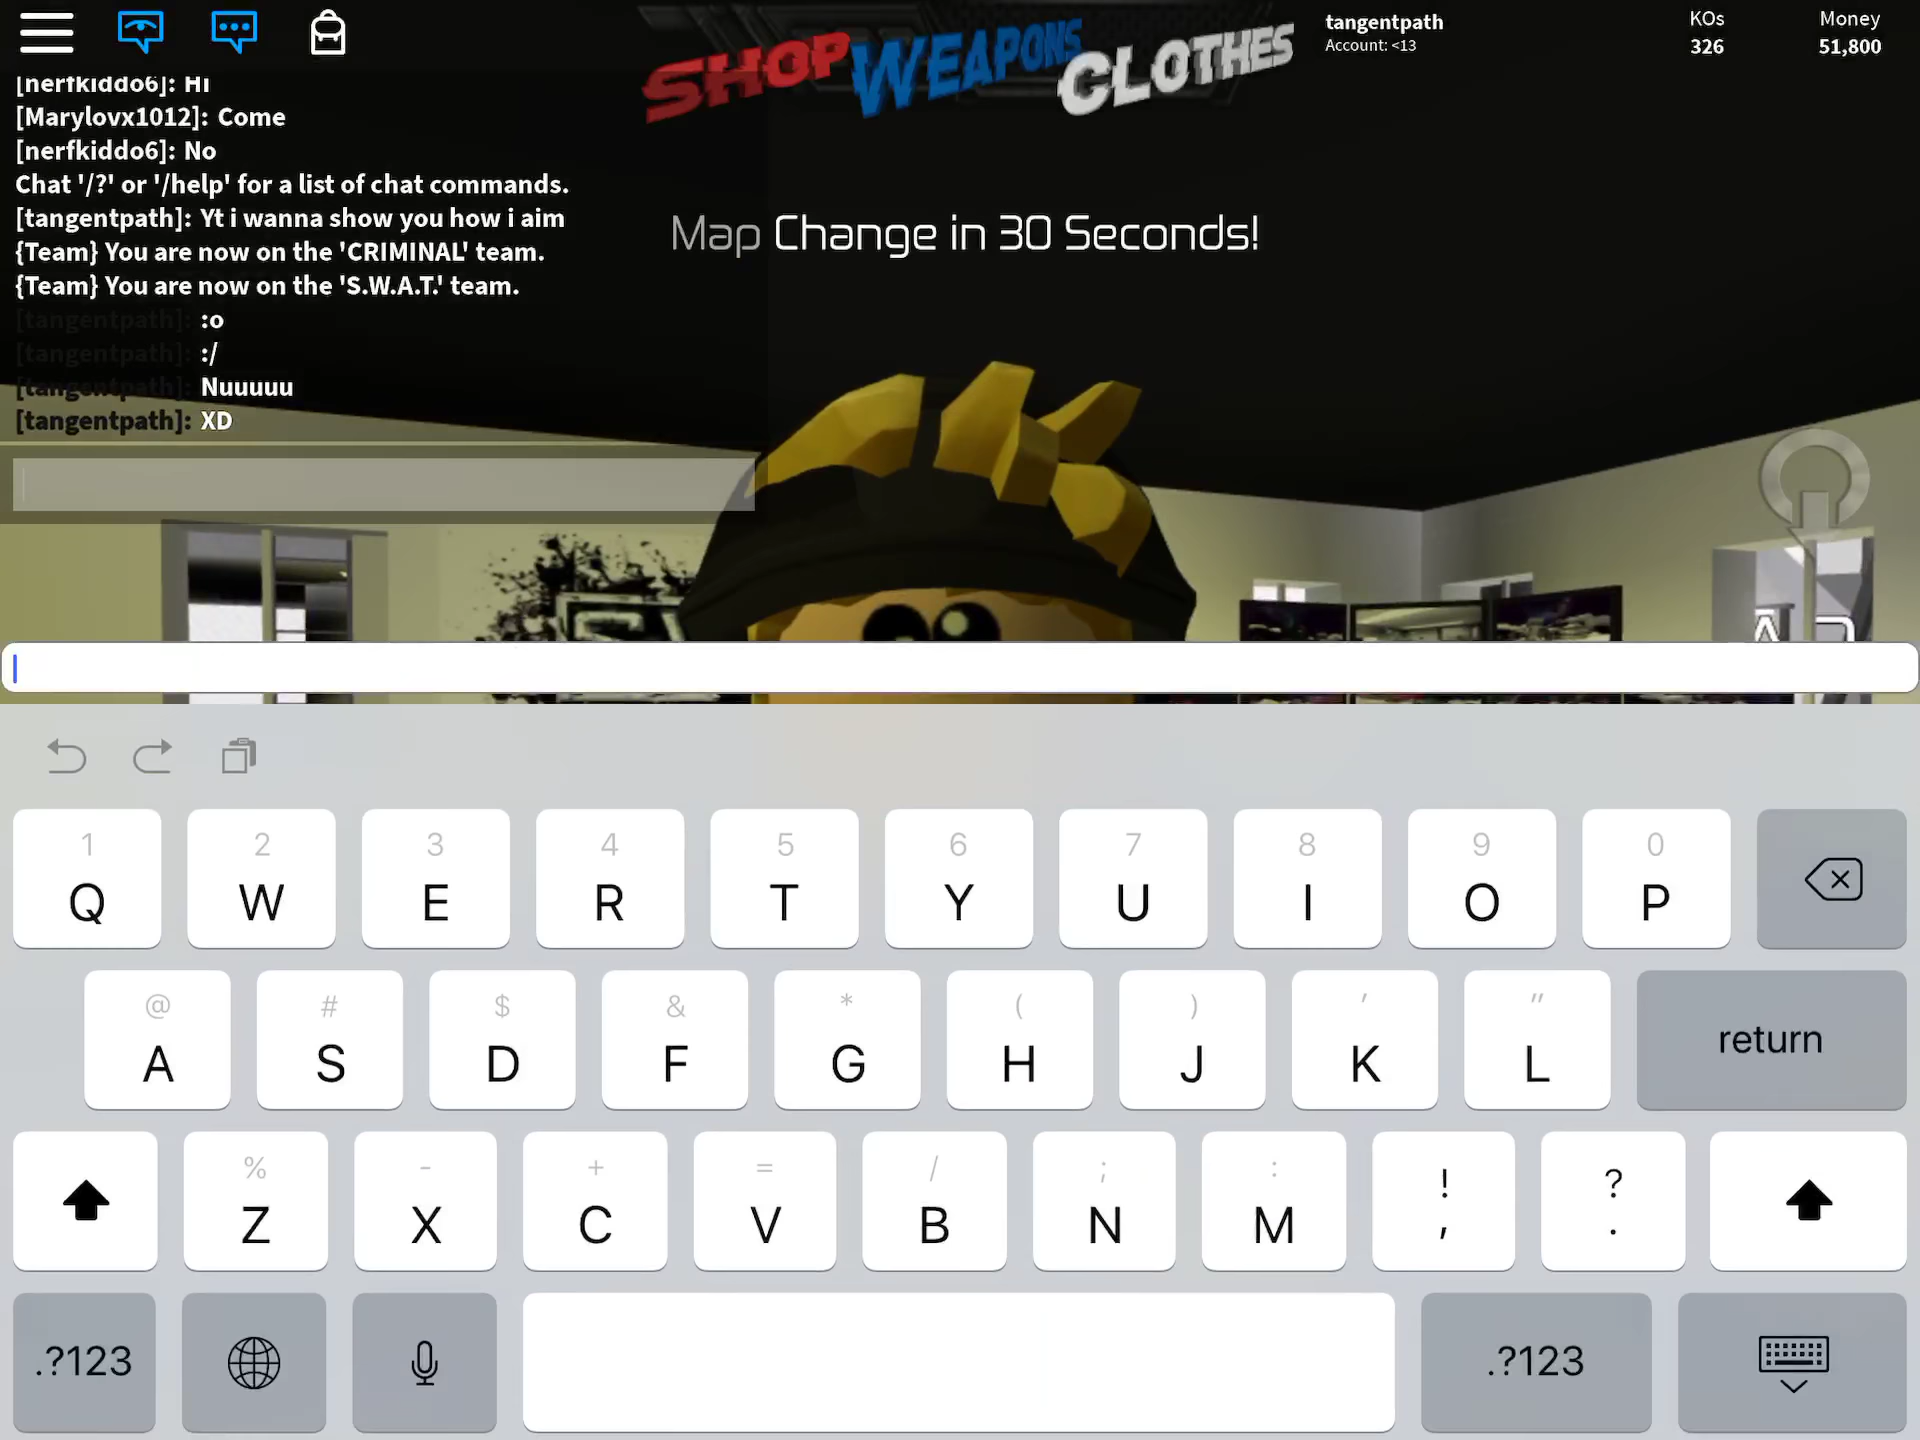 SHOP WEAPONS CLOTHES
tangentpath
Account: <13
KOs
326
Money
51,800
[nerfkiddo6]: Hi
[Marylovx1012]: Come
[nerfkiddo6]: No
Chat '/?' or '/help' for a list of chat commands.
[tangentpath]: Yt i wanna show you how i aim
{Team} You are now on the 'CRIMINAL' team.
{Team} You are now on the 'S.W.A.T.' team.
[tangentpath]: :o
[tangentpath]: :/
[tangentpath]: Nuuuuu
[tangentpath]: XD
Map Change in 30 Seconds!
1 2 3 4 5 6 7 8 9 0
Q W E R T Y U I O P
@ # $ & * ( ) ' "
A S D F G H J K L return
% - + = / ; : ! ?
Z X C V B N M , .
.?123 .?123